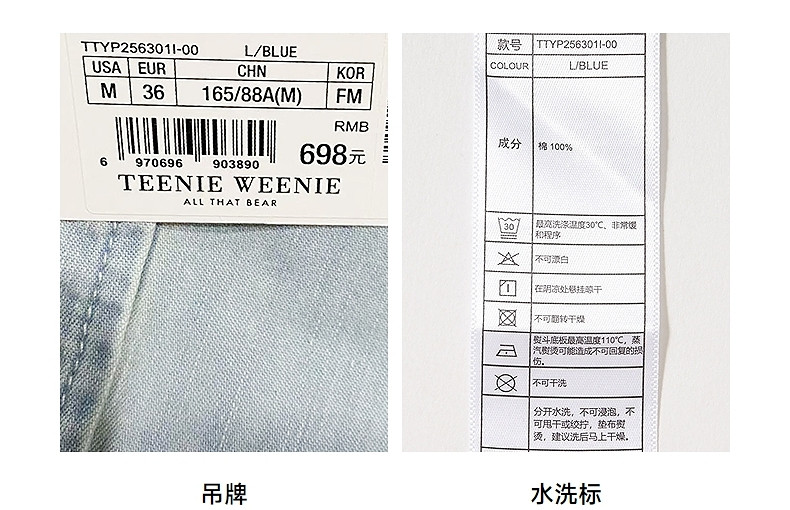 TTYP256301I-00 L/BLUE
USA EUR CHN KOR
M 36 165/88A(M) FM
RMB
6 970696 903890 698元
TEENIE WEENIE
ALL THAT BEAR
款号 TTYP256301I-00
COLOUR L/BLUE
成分 棉 100%
30 最高洗涤温度30℃、非常缓
和程序
不可漂白
在阴凉处悬挂晾干
不可翻转干燥
熨斗底板最高温度110℃，蒸
汽熨烫可能造成不可回复的损
伤。
不可干洗
分开水洗，不可浸泡，不
可甩干或绞拧，垫布熨
烫，建议洗后马上干燥。
吊牌 水洗标